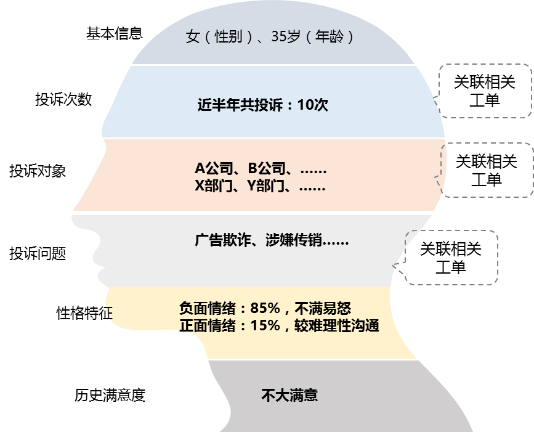 基本信息
女（性别）、35岁（年龄）
投诉次数
近半年共投诉：10次
关联相关
工单
投诉对象
A公司、B公司、……
X部门、Y部门、……
关联相关
工单
投诉问题
广告欺诈、涉嫌传销……
关联相关
工单
性格特征
负面情绪：85%，不满易怒
正面情绪：15%，较难理性沟通
历史满意度
不大满意